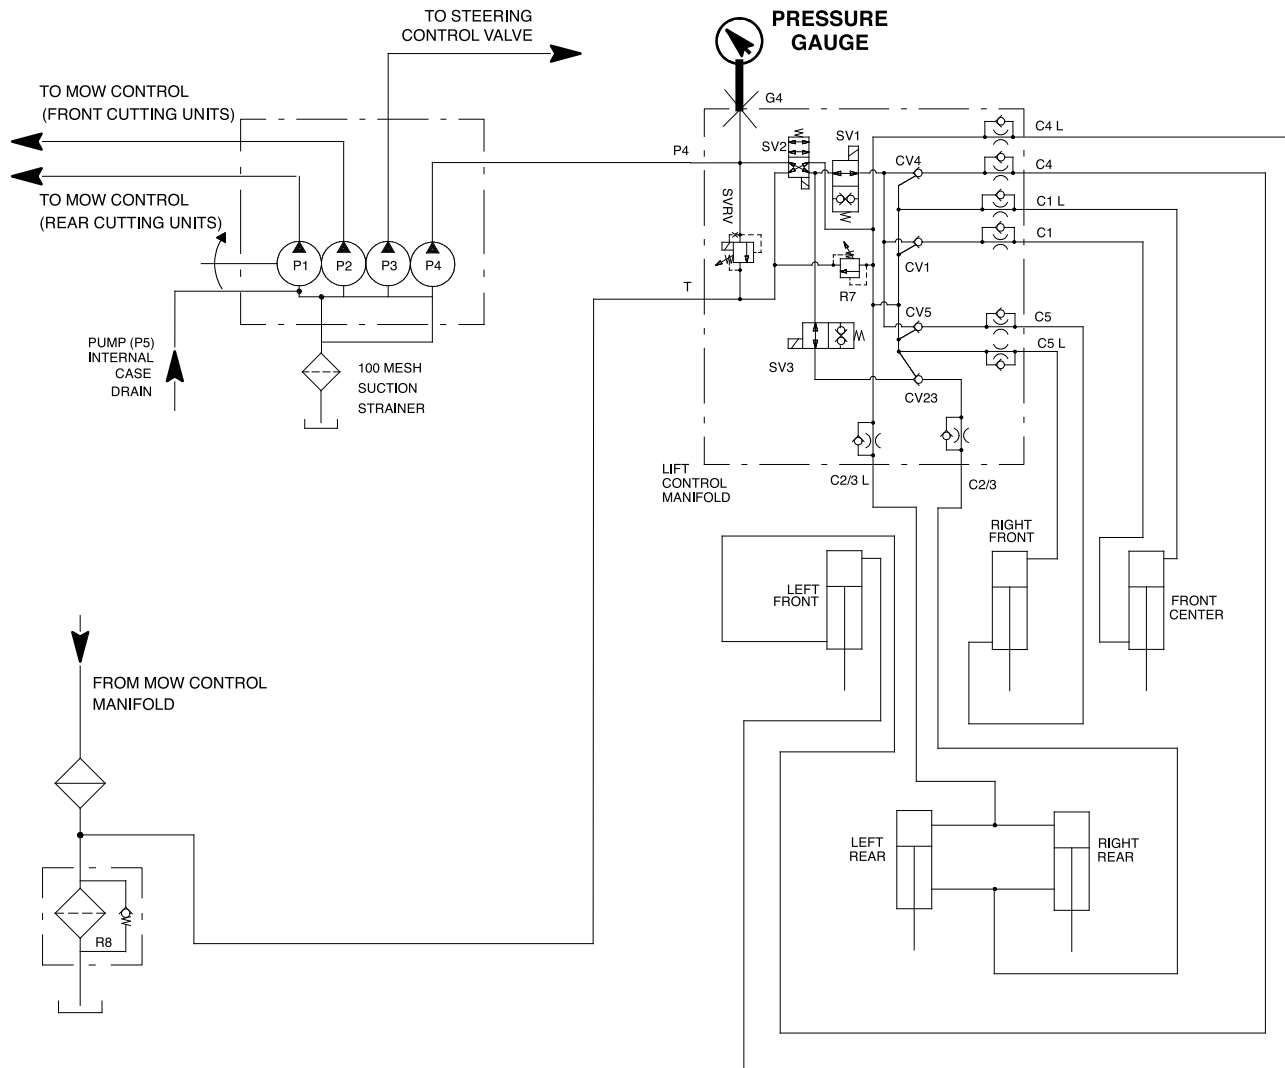 TO STEERING
CONTROL VALVE
PRESSURE
GAUGE
TO MOW CONTROL
(FRONT CUTTING UNITS)
G4
C4 L
SV1
SV2
P4
CV4
C4
TO MOW CONTROL
(REAR CUTTING UNITS)
SVRV
C1 L
C1
CV1
P1
P2
P3
P4
T
R7
CV5
C5
PUMP (P5)
INTERNAL
CASE
DRAIN
C5 L
SV3
100 MESH
SUCTION
STRAINER
CV23
LIFT
CONTROL
MANIFOLD
C2/3 L
C2/3
RIGHT
FRONT
LEFT
FRONT
FRONT
CENTER
FROM MOW CONTROL
MANIFOLD
LEFT
REAR
RIGHT
REAR
R8